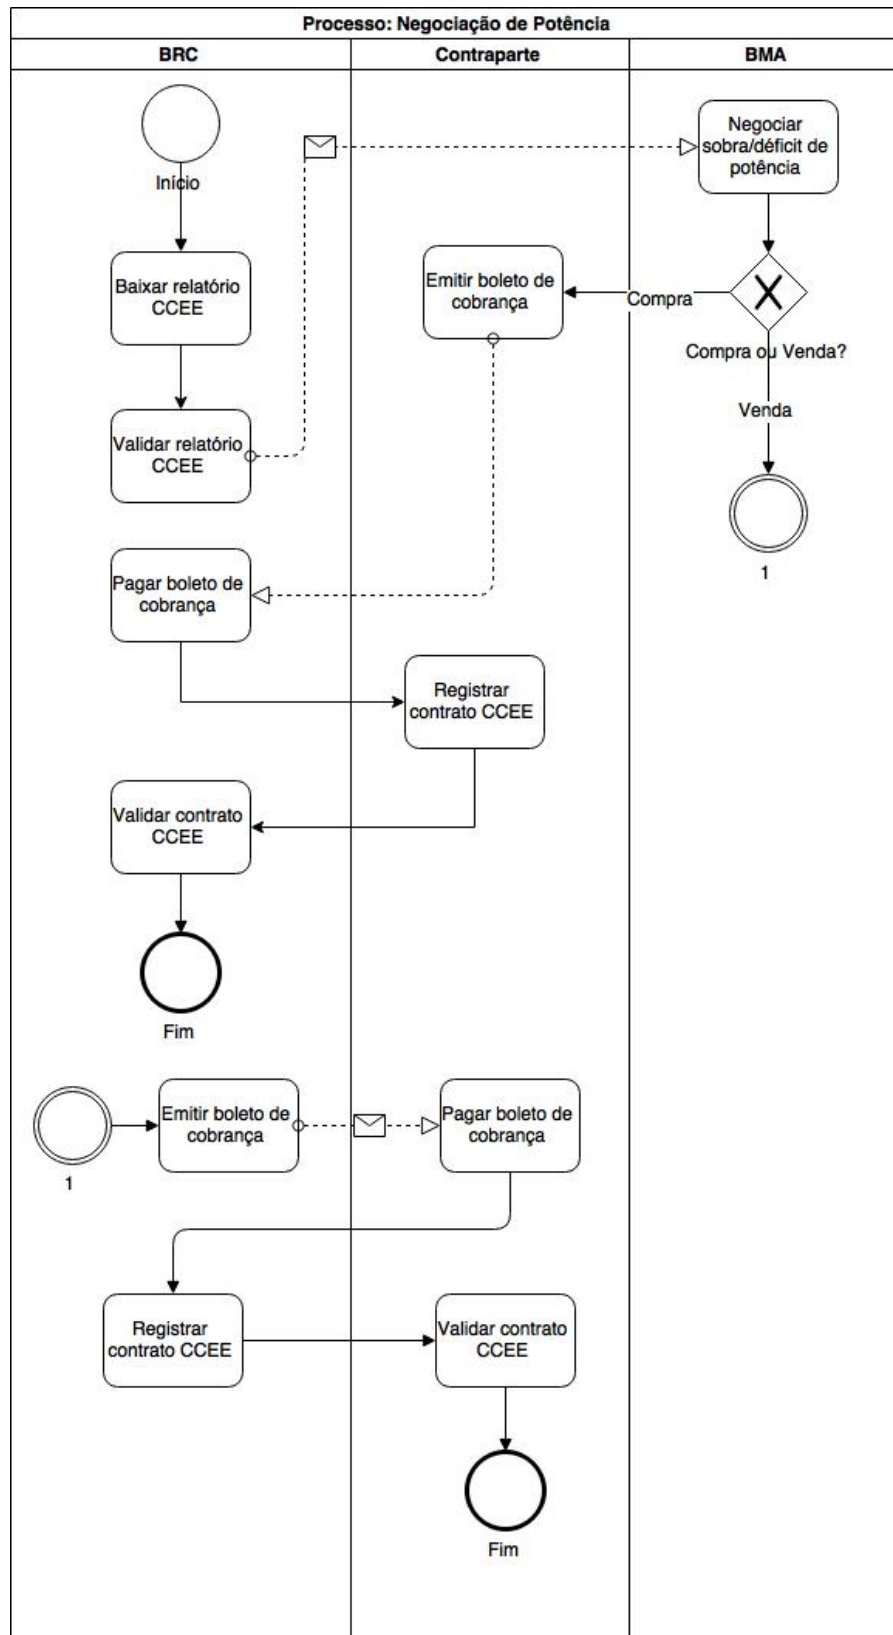 Processo: Negociação de Potência
BRC
Contraparte
BMA
Início
Negociar
sobra/déficit de
potência
Baixar relatório
CCEE
Emitir boleto de
cobrança
Compra
Compra ou Venda?
Venda
Validar relatório
CCEE
1
Pagar boleto de
cobrança
Registrar
contrato CCEE
Validar contrato
CCEE
Fim
1
Emitir boleto de
cobrança
Pagar boleto de
cobrança
Registrar
contrato CCEE
Validar contrato
CCEE
Fim